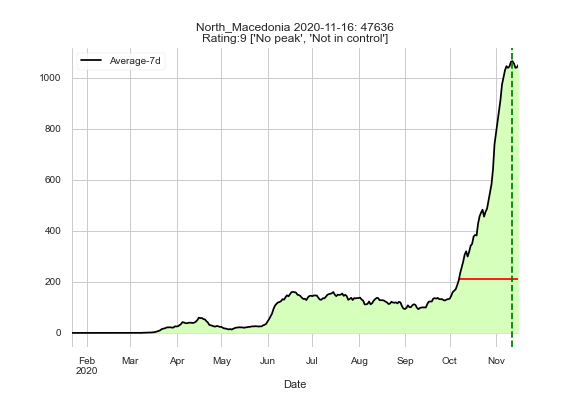 North_Macedonia 2020-11-16: 47636
Rating:9 ['No peak', 'Not in control']
Average-7d
1000
800
600
400
200
0
Feb Mar Apr May Jun Jul Aug Sep Oct Nov
2020
Date